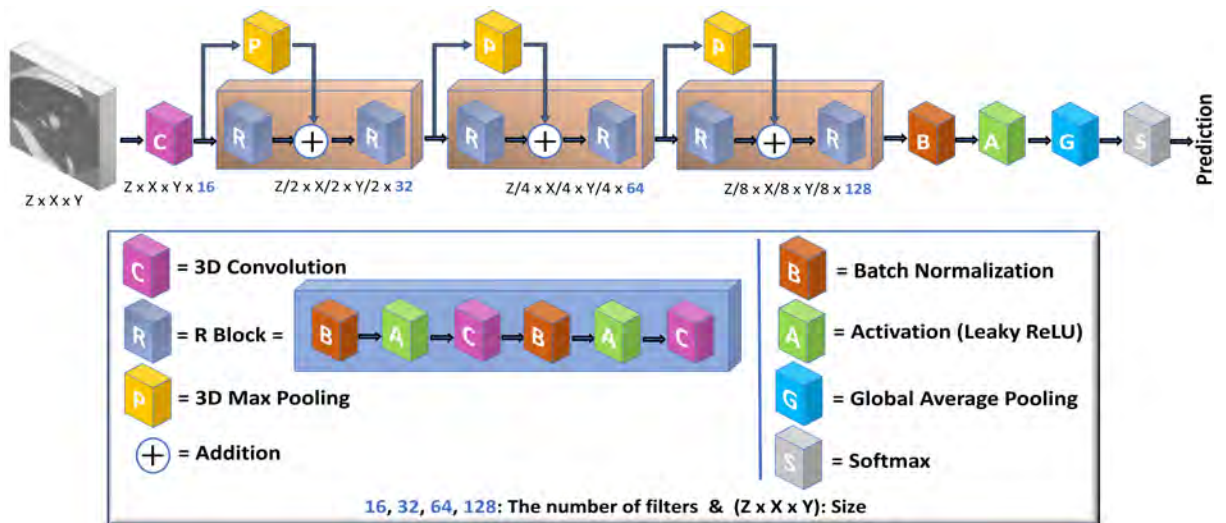 P P P
C R + R R + R R + R B A G S Prediction
Z x X x Y x 16 Z/2 x X/2 x Y/2 x 32 Z/4 x X/4 x Y/4 x 64 Z/8 x X/8 x Y/8 x 128
Z x X x Y
C = 3D Convolution
R = R Block = B A C B A C
P = 3D Max Pooling
+ = Addition
B = Batch Normalization
A = Activation (Leaky ReLU)
G = Global Average Pooling
S = Softmax
16, 32, 64, 128: The number of filters & (Z x X x Y): Size